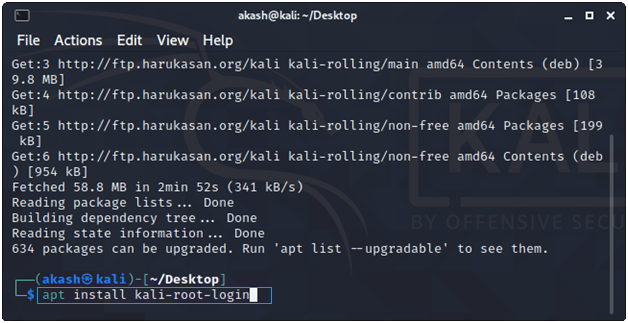 akash@kali: ~/Desktop
File Actions Edit View Help
Get:3 http://ftp.harukasan.org/kali kali-rolling/main amd64 Contents (deb) [3
9.8 MB]
Get:4 http://ftp.harukasan.org/kali kali-rolling/contrib amd64 Packages [108
kB]
Get:5 http://ftp.harukasan.org/kali kali-rolling/non-free amd64 Packages [199
kB]
Get:6 http://ftp.harukasan.org/kali kali-rolling/non-free amd64 Contents (deb
) [954 kB]
Fetched 58.8 MB in 2min 52s (341 kB/s)
Reading package lists... Done
Building dependency tree... Done
Reading state information... Done
634 packages can be upgraded. Run 'apt list --upgradable' to see them.
KAL
BY OFFENSIVE SECU
┌──(akash㉿kali)-[~/Desktop]
└─$ apt install kali-root-login